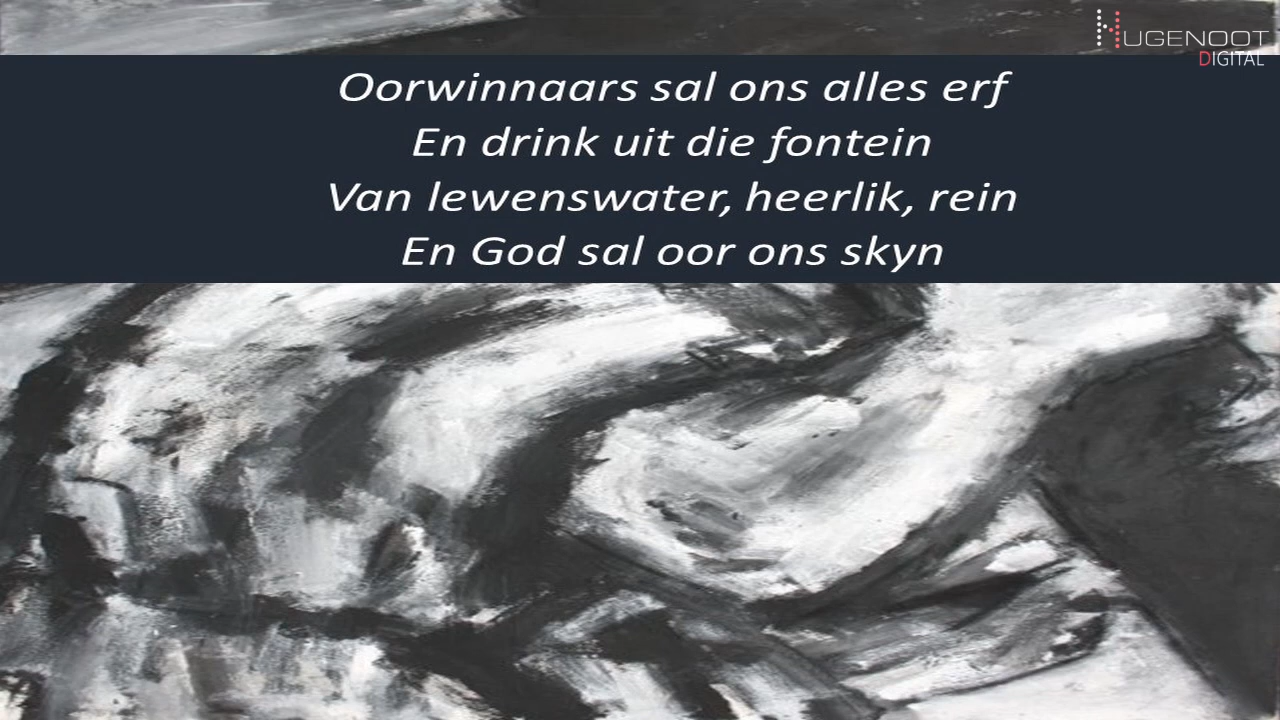 HUGENOOT
DIGITAL
Oorwinnaars sal ons alles erf
En drink uit die fontein
Van lewenswater, heerlik, rein
En God sal oor ons skyn